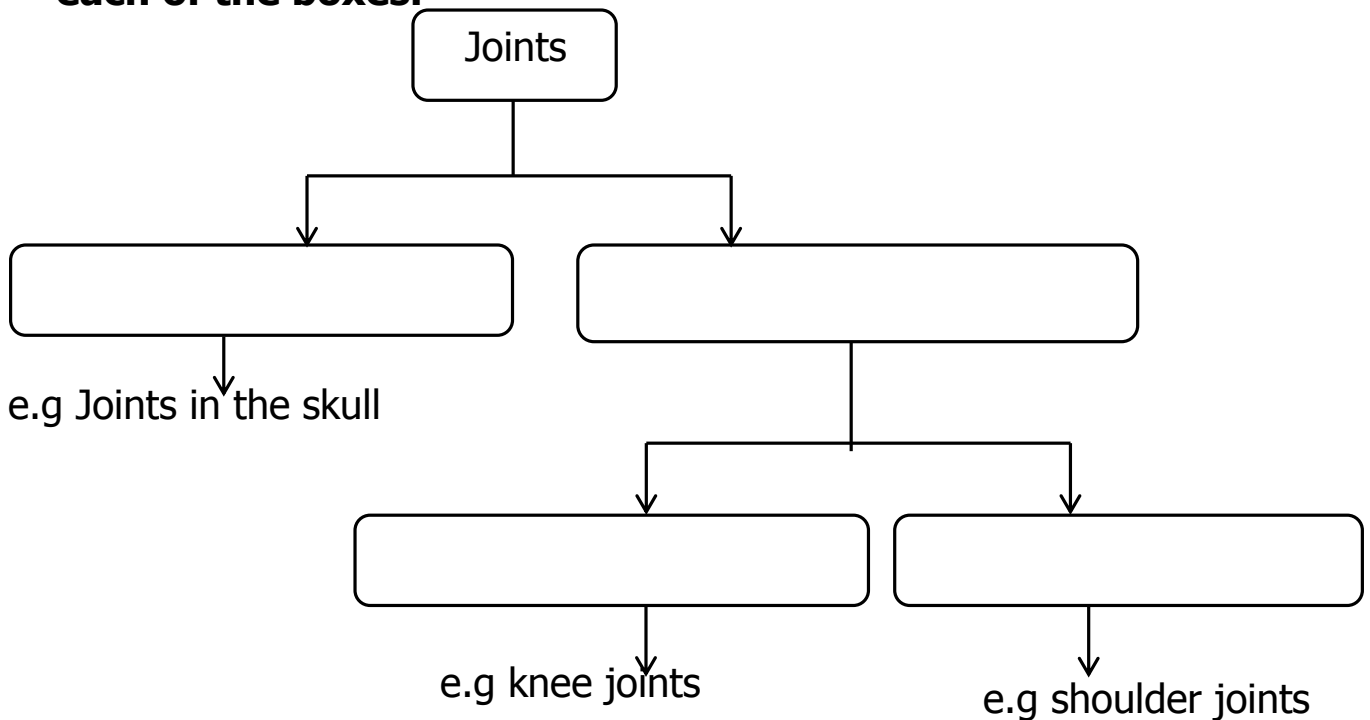 each of the boxes.
Joints
e.g Joints in the skull
e.g knee joints
e.g shoulder joints